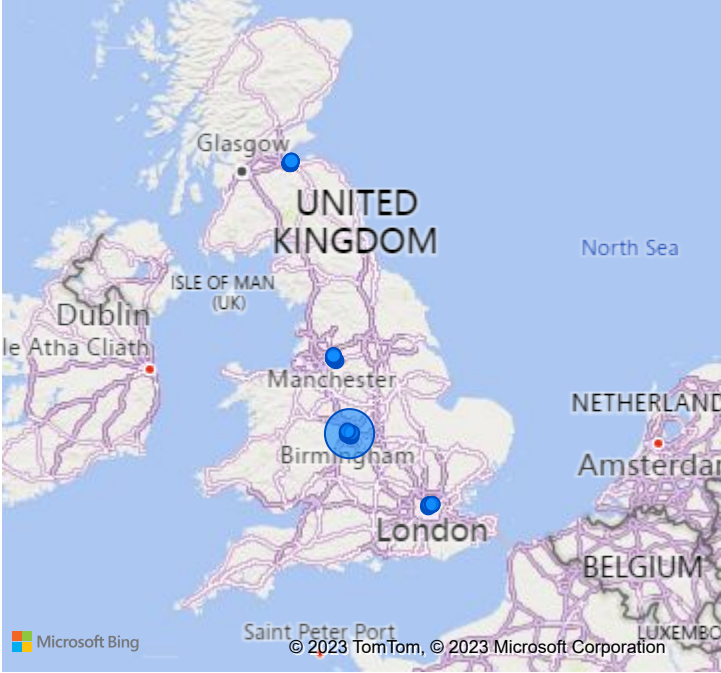 Glasgow
UNITED
KINGDOM
North Sea
ISLE OF MAN
(UK)
Dublin
le Atha Cliath
Manchester
NETHERLAND
Birmingham
Amsterdar
London
BELGIUM
Saint Peter Port
LUXEMBO
Microsoft Bing
© 2023 TomTom, © 2023 Microsoft Corporation